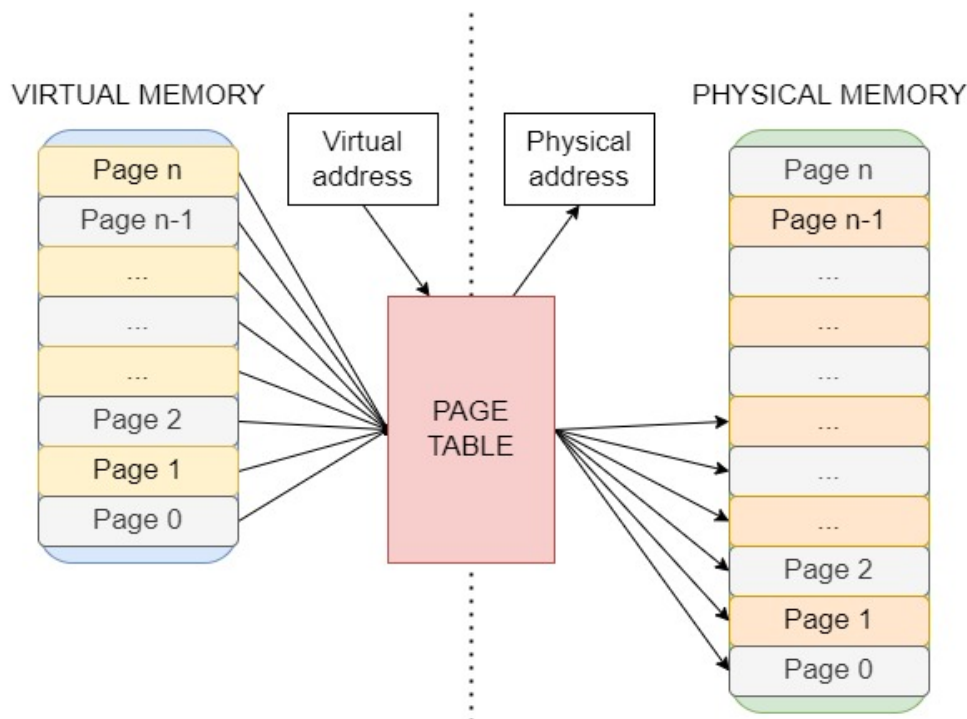 VIRTUAL MEMORY
Page n
Page n-1
...
...
...
Page 2
Page 1
Page 0
Virtual
address
Physical
address
PAGE
TABLE
PHYSICAL MEMORY
Page n
Page n-1
...
...
...
...
...
...
Page 2
Page 1
Page 0